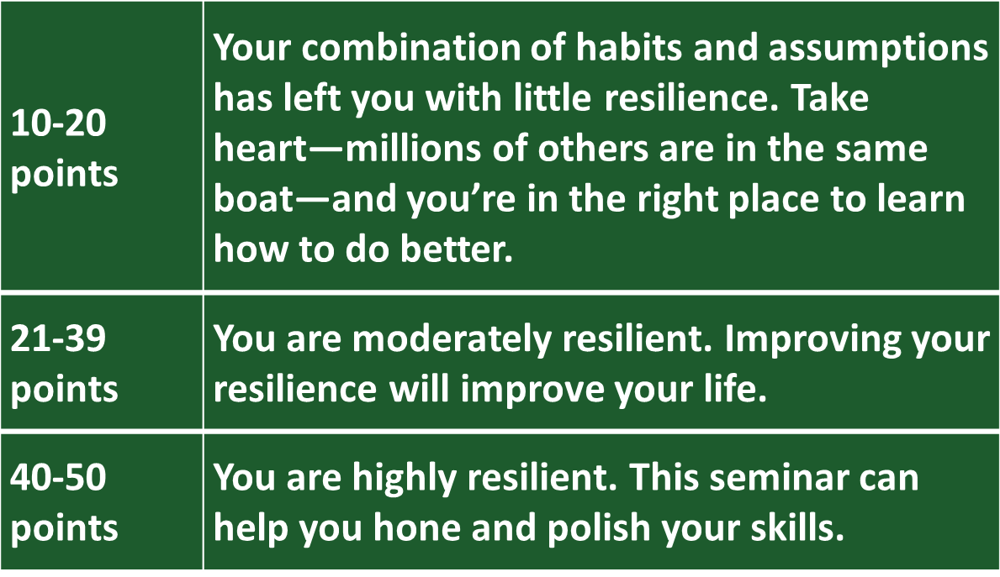 10-20
points
Your combination of habits and assumptions
has left you with little resilience. Take
heart—millions of others are in the same
boat—and you’re in the right place to learn
how to do better.
21-39
points
You are moderately resilient. Improving your
resilience will improve your life.
40-50
points
You are highly resilient. This seminar can
help you hone and polish your skills.